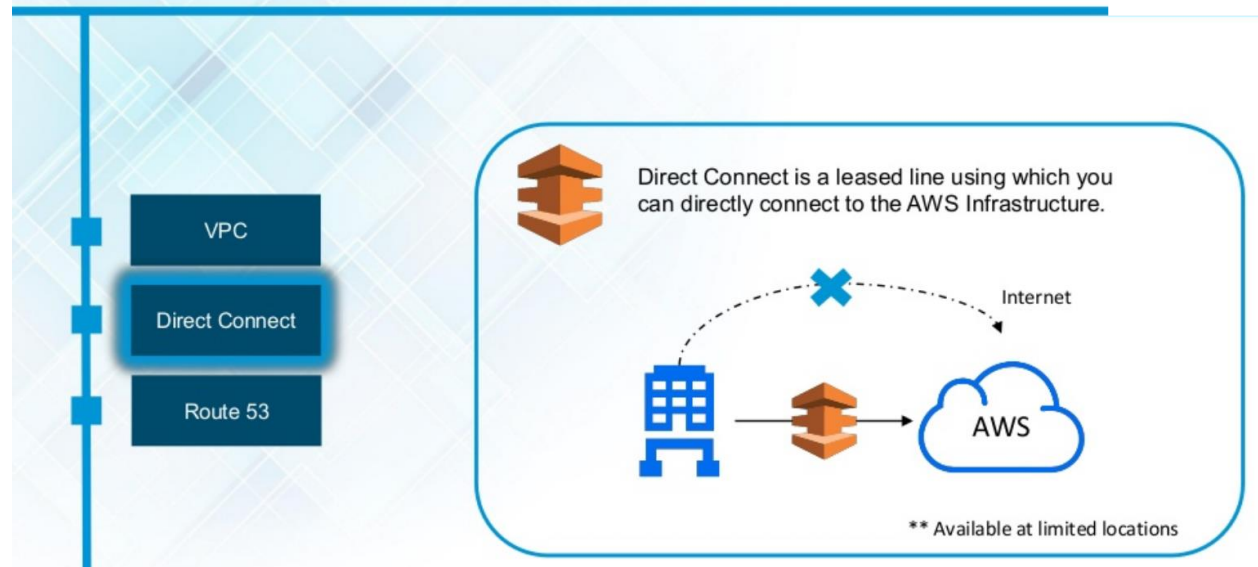 VPC
Direct Connect
Route 53
Direct Connect is a leased line using which you
can directly connect to the AWS Infrastructure.
Internet
AWS
** Available at limited locations